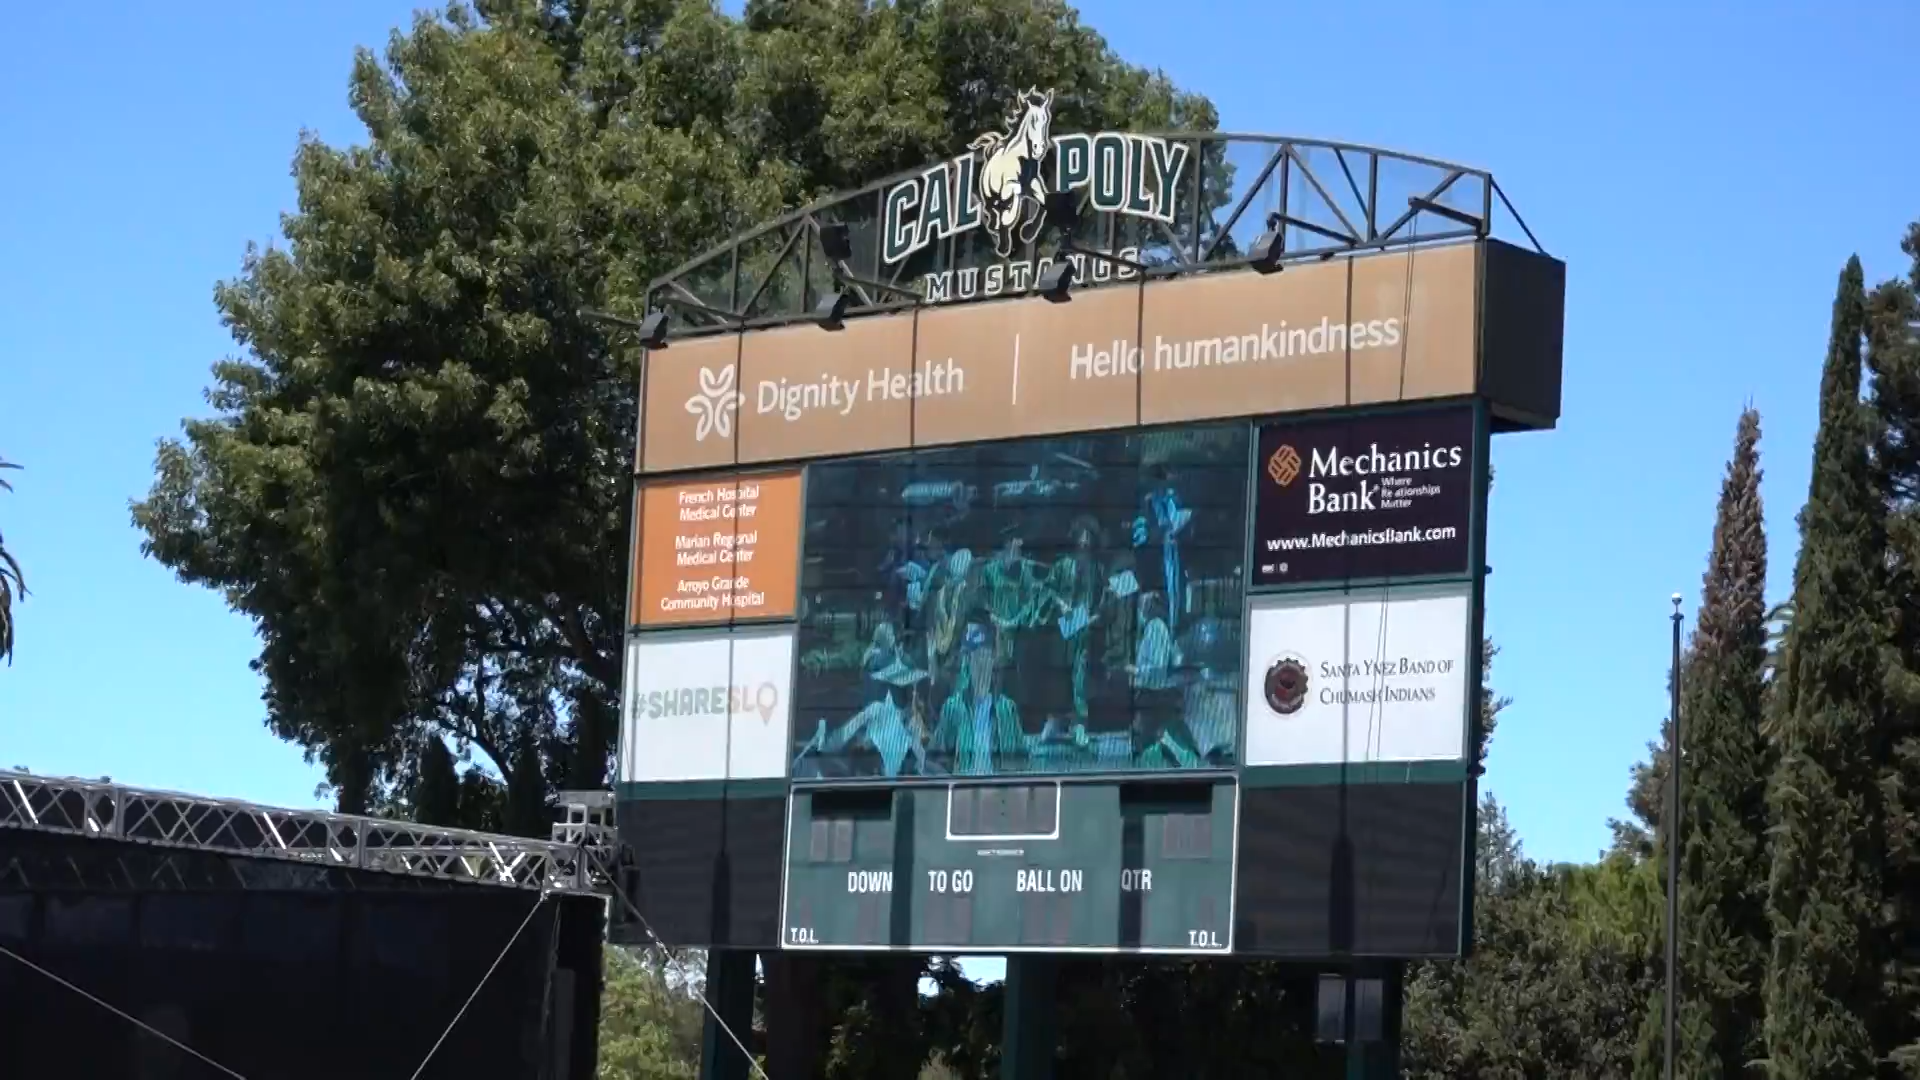 CAL POLY
MUSTANGS
Dignity Health
Hello humankindness
French Hospital
Medical Center
Marian Regional
Medical Center
Arroyo Grande
Community Hospital
#SHARESLO
Mechanics
Bank
Where
Relationships
Matter
www.MechanicsBank.com
SANTA YNEZ BAND OF
CHUMASH INDIANS
DOWN TO GO BALL ON QTR
T.O.L. T.O.L.